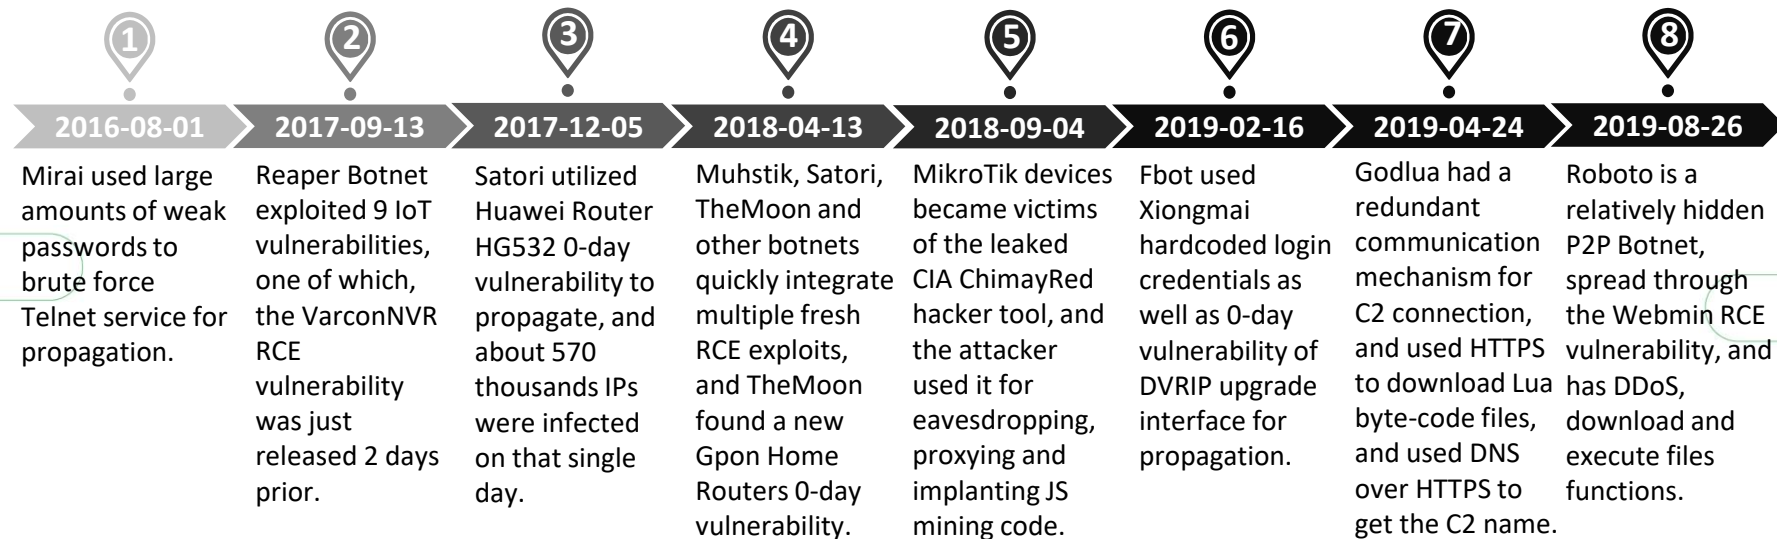 1
2
3
4
5
6
7
8
2016-08-01
2017-09-13
2017-12-05
2018-04-13
2018-09-04
2019-02-16
2019-04-24
2019-08-26
Mirai used large
amounts of weak
passwords to
brute force
Telnet service for
propagation.
Reaper Botnet
exploited 9 IoT
vulnerabilities,
one of which,
the VarconNVR
RCE
vulnerability
was just
released 2 days
prior.
Satori utilized
Huawei Router
HG532 0-day
vulnerability to
propagate, and
about 570
thousands IPs
were infected
on that single
day.
Muhstik, Satori,
TheMoon and
other botnets
quickly integrate
multiple fresh
RCE exploits,
and TheMoon
found a new
Gpon Home
Routers 0-day
vulnerability.
MikroTik devices
became victims
of the leaked
CIA ChimayRed
hacker tool, and
the attacker
used it for
eavesdropping,
proxying and
implanting JS
mining code.
Fbot used
Xiongmai
hardcoded login
credentials as
well as 0-day
vulnerability of
DVRIP upgrade
interface for
propagation.
Godlua had a
redundant
communication
mechanism for
C2 connection,
and used HTTPS
to download Lua
byte-code files,
and used DNS
over HTTPS to
get the C2 name.
Roboto is a
relatively hidden
P2P Botnet,
spread through
the Webmin RCE
vulnerability, and
has DDoS,
download and
execute files
functions.